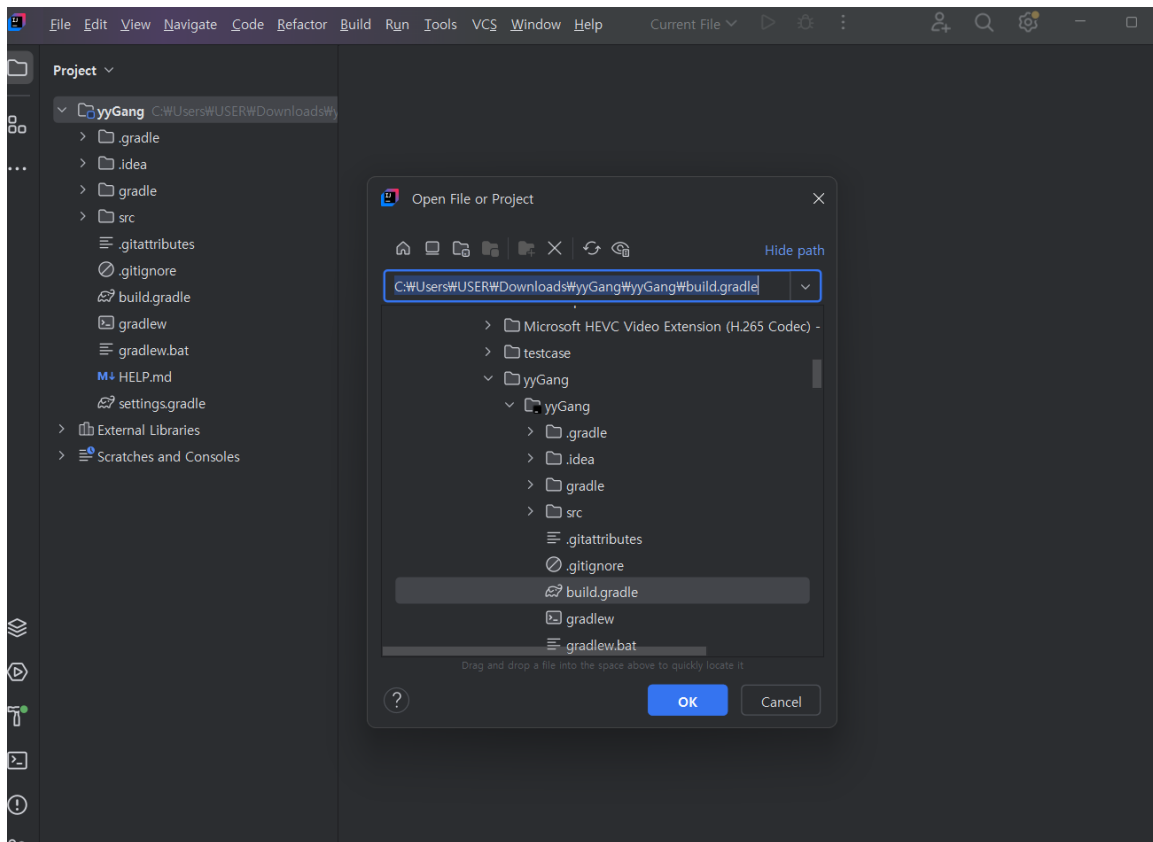 File Edit View Navigate Code Refactor Build Run Tools VCS Window Help Current File
Project
yyGang C:₩Users₩USER₩Downloads₩y
.gradle
.idea
gradle
src
.gitattributes
.gitignore
build.gradle
gradlew
gradlew.bat
M↓ HELP.md
settings.gradle
External Libraries
Scratches and Consoles
Open File or Project
Hide path
C:₩Users₩USER₩Downloads₩yyGang₩yyGang₩build.gradle
Microsoft HEVC Video Extension (H.265 Codec) -
testcase
yyGang
yyGang
.gradle
.idea
gradle
src
.gitattributes
.gitignore
build.gradle
gradlew
gradlew.bat
Drag and drop a file into the space above to quickly locate it
? OK Cancel